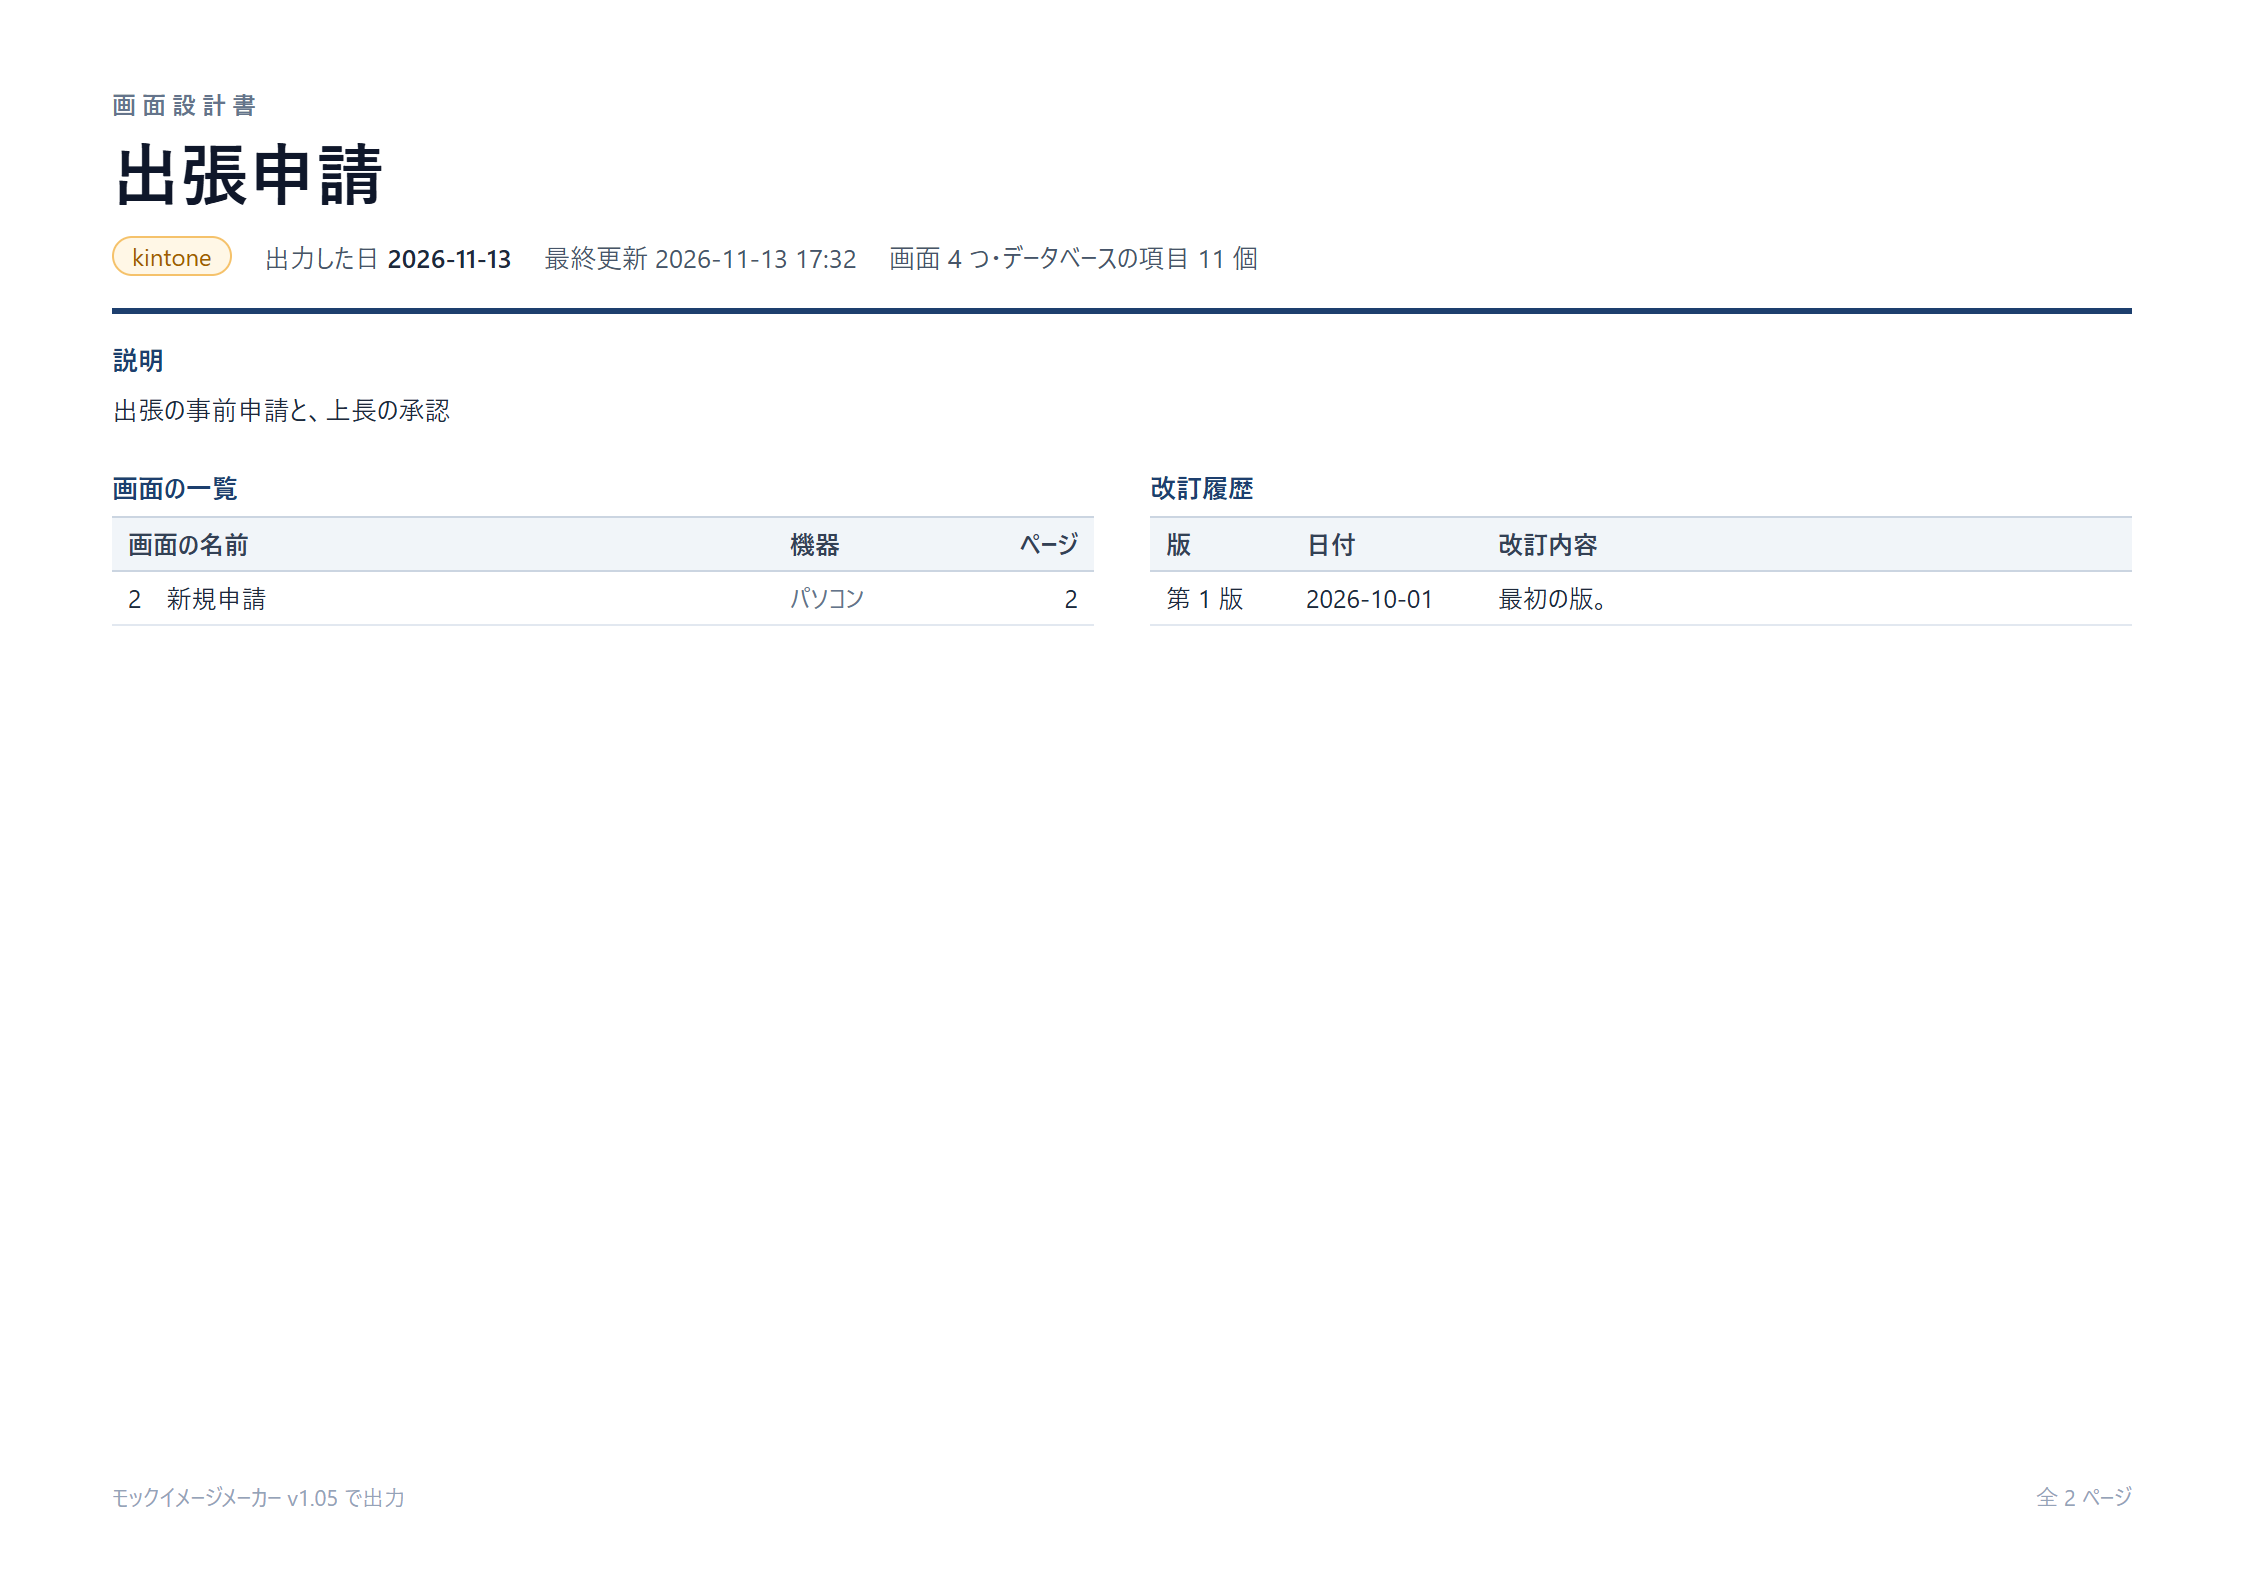 画面設計書
出張申請
kintone 出力した日 2026-11-13 最終更新 2026-11-13 17:32 画面 4 つ・データベースの項目 11 個
説明
出張の事前申請と、上長の承認
画面の一覧
画面の名前 機器 ページ
2 新規申請 パソコン 2
改訂履歴
版 日付 改訂内容
第 1 版 2026-10-01 最初の版。
モックイメージメーカー v1.05 で出力
全 2 ページ